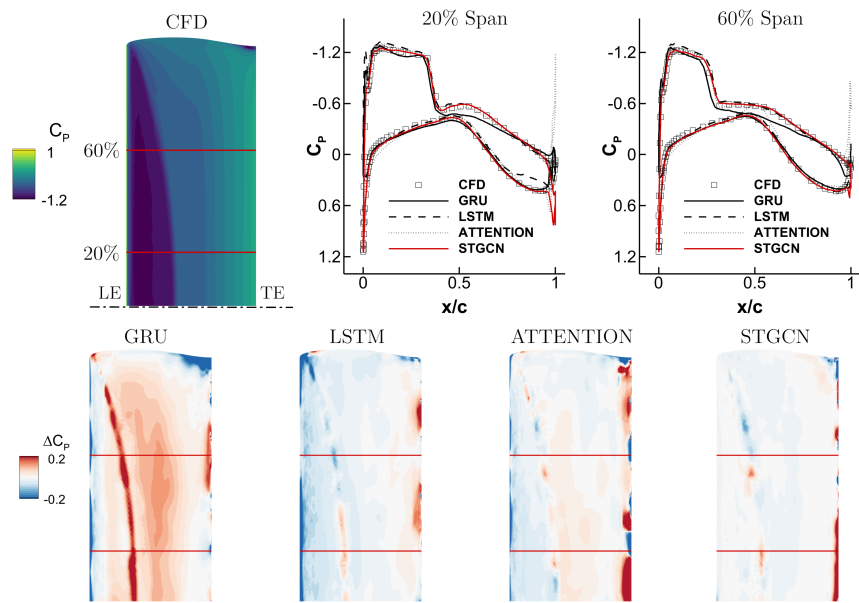 CFD
20% Span
60% Span
C_P
1
-1.2
60%
20%
LE
TE
-1.2
-0.6
0
0.6
1.2
C_P
CFD
GRU
LSTM
ATTENTION
STGCN
0
0.5
1
x/c
-1.2
-0.6
0
0.6
1.2
C_P
CFD
GRU
LSTM
ATTENTION
STGCN
0
0.5
1
x/c
GRU
LSTM
ATTENTION
STGCN
ΔC_P
0.2
-0.2